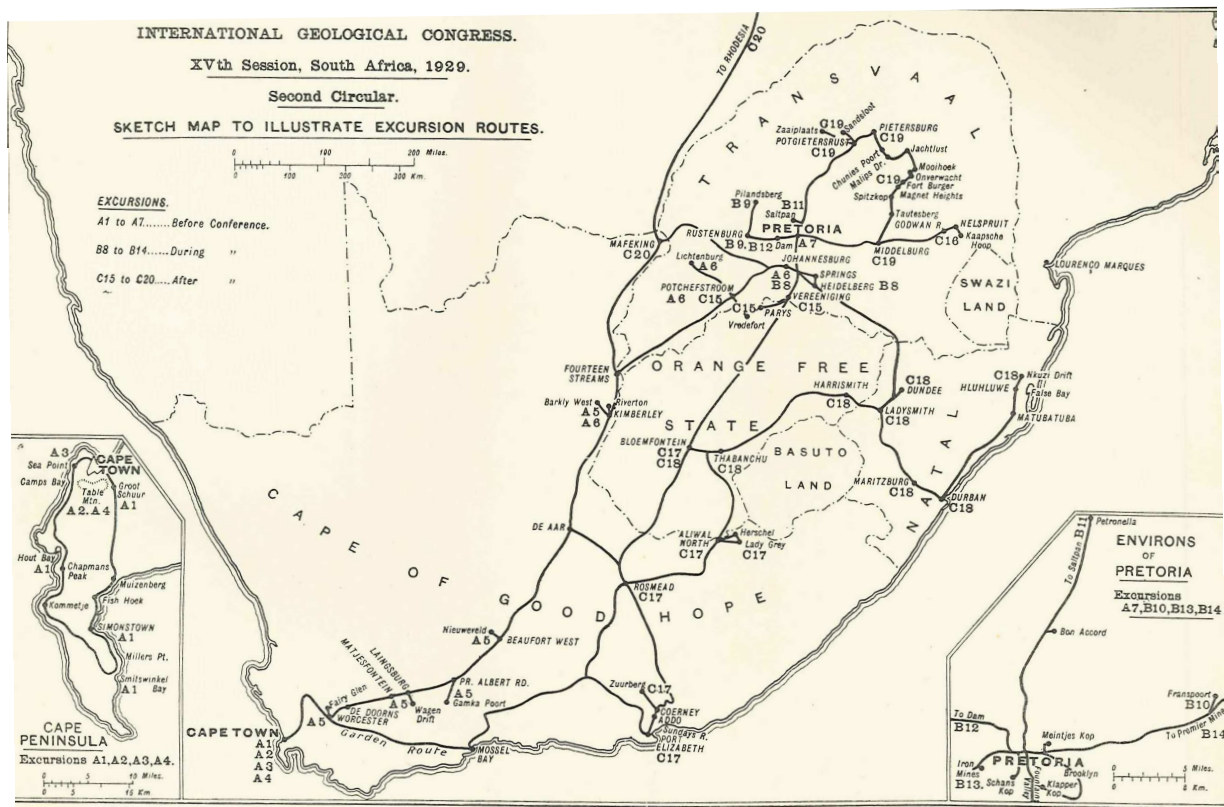 INTERNATIONAL GEOLOGICAL CONGRESS.
XVth Session, South Africa, 1929.
Second Circular.
SKETCH MAP TO ILLUSTRATE EXCURSION ROUTES.
100 0 100 200 Miles.
100 0 100 200 300 Km.
EXCURSIONS.
A1 to A7.......Before Conference.
B8 to B14......During "
C15 to C20.....After "
TO RHODESIA
C20
TRANSVAAL
Zaaiplaats
C19
Sandsloot
POTGIETERSRUST
C19
PIETERSBURG
C19
Chunies Poort
Malips Dr.
Jachtlust
Mooihoek
Onverwacht
C19
Fort Burger
Magnet Heights
Spitzkop
Tautesberg
GODWAN R.
NELSPRUIT
C16
Kaapsche
Hoop
Pilandsberg
B9
B11
Saltpan
PRETORIA
A7
RUSTENBURG
B9.
B12
Dam
MIDDELBURG
C19
MAFEKING
C20
Lichtenburg
A6
JOHANNESBURG
A6
B8
SPRINGS
HEIDELBERG B8
POTCHEFSTROOM
A6
C15
VEREENIGING
C15
C15
PARYS
Vredefort
SWAZI
LAND
LOURENCO MARQUES
FOURTEEN
STREAMS
ORANGE FREE
STATE
Barkly West
A5
Riverton
KIMBERLEY
A6
HARRISMITH
C18
C18
DUNDEE
LADYSMITH
C18
C18
Nkuzi Drift
HLUHLUWE
False Bay
MATUBATUBA
NATAL
BLOEMFONTEIN
C17
C18
THABANCHU
C18
BASUTO
LAND
MARITZBURG
C18
DURBAN
C18
DE AAR
ALIWAL
NORTH
C17
Herschel
Lady Grey
C17
ROSMEAD
C17
CAPE OF GOOD HOPE
Nieuweveld
A5
BEAUFORT WEST
MATJESFONTEIN
LAINGSBURG
A5
Wagen
Drift
PR. ALBERT RD.
A5
Gamka Poort
Fairy Glen
A5
DE DOORNS
WORCESTER
Garden Route
MOSSEL
BAY
CAPE TOWN
A1
A2
A3
A4
Zuurberg
C17
COERNEY
ADDO
Sundays R.
PORT
ELIZABETH
C17
A3
Sea Point
CAPE
TOWN
Camps Bay
Table
Mtn.
A2.A4
Groot
Schuur
A1
Hout Bay
A1
Chapmans
Peak
Muizenberg
Fish Hoek
Kommetje
SIMONSTOWN
A1
Millers Pt.
Smitswinkel
A1 Bay
CAPE
PENINSULA
Excursions A1,A2,A3,A4.
5 0 5 10 Miles.
5 0 15 Km.
To Saltpan B11
Petronella
ENVIRONS
OF
PRETORIA
Excursions
A7,B10,B13,B14.
Bon Accord
Franspoort
B10
To Premier Mine
B14
To Dam
B12
Meintjes Kop
PRETORIA
Iron
Mines
B13.
Schans
Kop
Fountain
Valley
Brooklyn
Klapper
Kop
5 0 5 Miles.
5 0 8 Km.